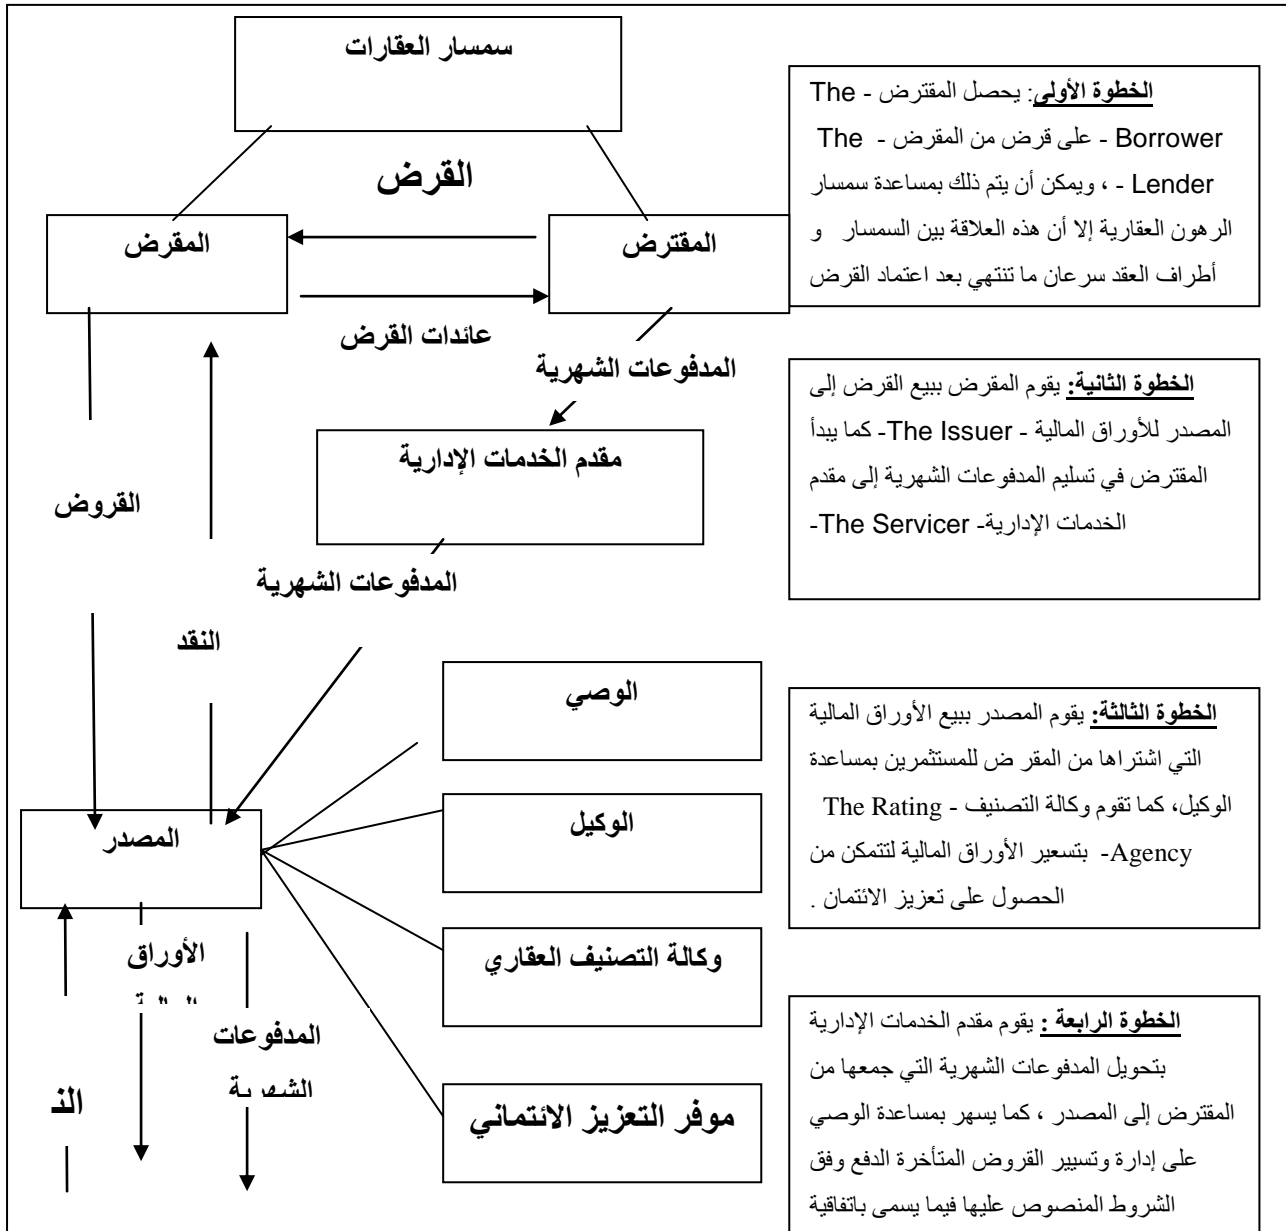 سمسار العقارات
القرض
المقرض
المقترض
عائدات القرض
المدفوعات الشهرية
مقدم الخدمات الإدارية
القروض
المدفوعات الشهرية
النقد
الوصي
الوكيل
المصدر
وكالة التصنيف العقاري
الأوراق
المدفوعات
الشهرية
موفر التعزيز الائتماني
الخطوة الأولى: يحصل المقترض - The
Borrower - على قرض من المقرض - The
Lender - ، ويمكن أن يتم ذلك بمساعدة سمسار
الرهون العقارية إلا أن هذه العلاقة بين السمسار و
أطراف العقد سرعان ما تنتهي بعد اعتماد القرض
الخطوة الثانية: يقوم المقرض ببيع القرض إلى
المصدر للأوراق المالية - The Issuer- كما يبدأ
المقترض في تسليم المدفوعات الشهرية إلى مقدم
الخدمات الإدارية- The Servicer-
الخطوة الثالثة: يقوم المصدر ببيع الأوراق المالية
التي اشتراها من المقر ض للمستثمرين بمساعدة
الوكيل، كما تقوم وكالة التصنيف - The Rating
Agency- بتسعير الأوراق المالية لتتمكن من
الحصول على تعزيز الائتمان .
الخطوة الرابعة : يقوم مقدم الخدمات الإدارية
بتحويل المدفوعات الشهرية التي جمعها من
المقترض إلى المصدر ، كما يسهر بمساعدة الوصي
على إدارة وتسيير القروض المتأخرة الدفع وفق
الشروط المنصوص عليها فيما يسمى باتفاقية